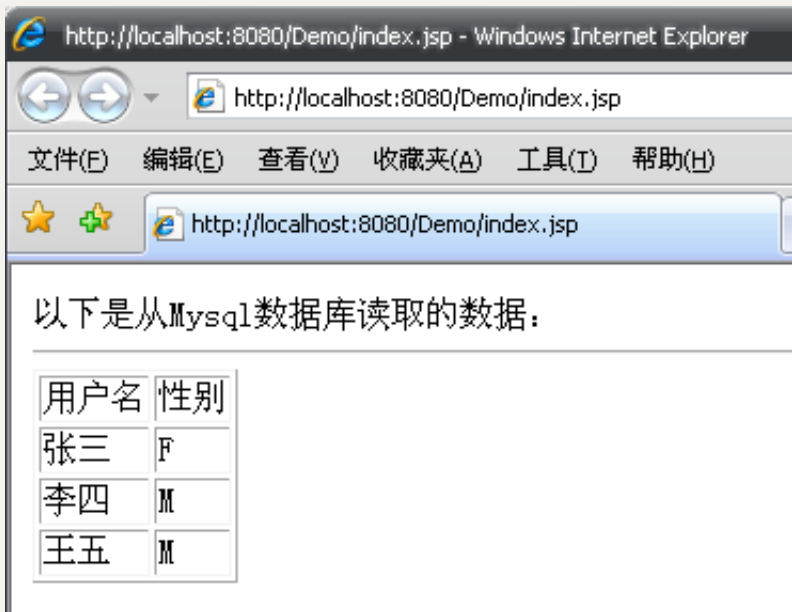 http://localhost:8080/Demo/index.jsp - Windows Internet Explorer
http://localhost:8080/Demo/index.jsp
文件(F) 编辑(E) 查看(V) 收藏夹(A) 工具(T) 帮助(H)
http://localhost:8080/Demo/index.jsp
以下是从Mysql数据库读取的数据：
用户名 性别
张三 F
李四 M
王五 M